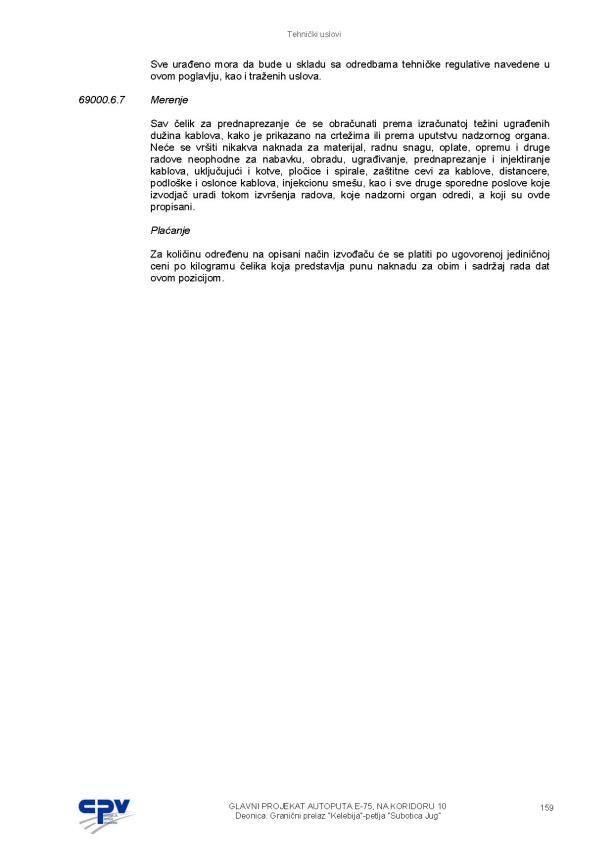 Tehnički uslovi
Sve urađeno mora da bude u skladu sa odredbama tehničke regulative navedene u
ovom poglavlju, kao i traženih uslova.
69000.6.7 Merenje
Sav čelik za prednaprezanje će se obračunati prema izračunatoj težini ugrađenih
dužina kablova, kako je prikazano na crtežima ili prema uputstvu nadzornog organa.
Neće se vršiti nikakva naknada za materijal, radnu snagu, oplate, opremu i druge
radove neophodne za nabavku, obradu, ugrađivanje, prednaprezanje i injektiranje
kablova, uključujući i kotve, pločice i spirale, zaštitne cevi za kablove, distancere,
podloške i oslonce kablova, injekcionu smešu, kao i sve druge sporedne poslove koje
izvodjač uradi tokom izvršenja radova, koje nadzorni organ odredi, a koji su ovde
propisani.
Plaćanje
Za količinu određenu na opisani način izvođaču će se platiti po ugovorenoj jediničnoj
ceni po kilogramu čelika koja predstavlja punu naknadu za obim i sadržaj rada dat
ovom pozicijom.
CPV
GLAVNI PROJEKAT AUTOPUTA E-75, NA KORIDORU 10
Deonica: Granični prelaz "Kelebija"-petlja "Subotica Jug"
159